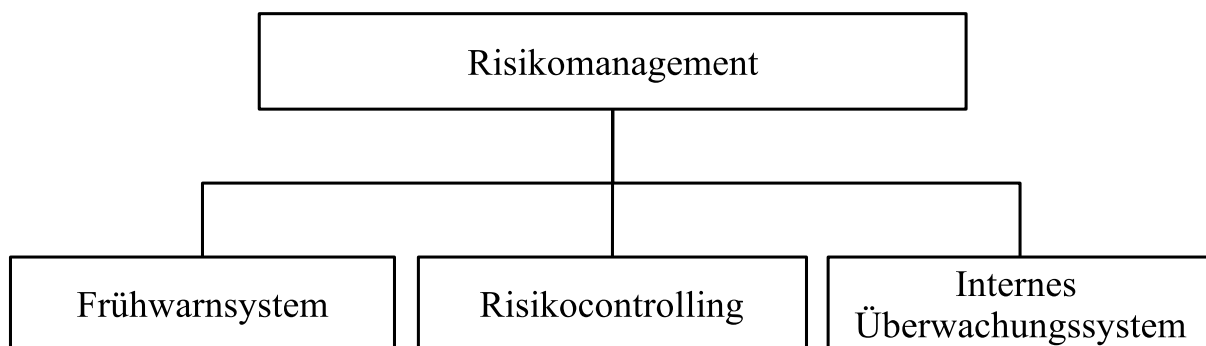 Risikomanagement
Frühwarnsystem
Risikocontrolling
Internes
Überwachungssystem